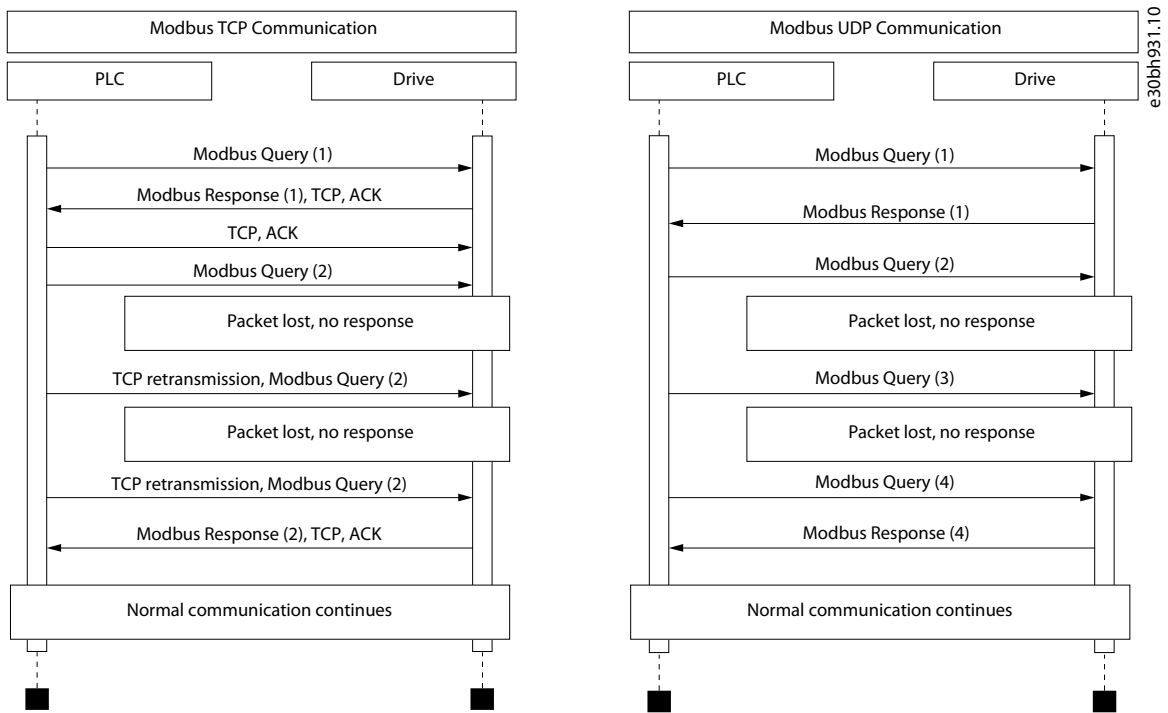 Modbus TCP Communication
PLC
Drive
Modbus Query (1)
Modbus Response (1), TCP, ACK
TCP, ACK
Modbus Query (2)
Packet lost, no response
TCP retransmission, Modbus Query (2)
Packet lost, no response
TCP retransmission, Modbus Query (2)
Modbus Response (2), TCP, ACK
Normal communication continues
Modbus UDP Communication
PLC
Drive
Modbus Query (1)
Modbus Response (1)
Modbus Query (2)
Packet lost, no response
Modbus Query (3)
Packet lost, no response
Modbus Query (4)
Modbus Response (4)
Normal communication continues
e30bh931.10